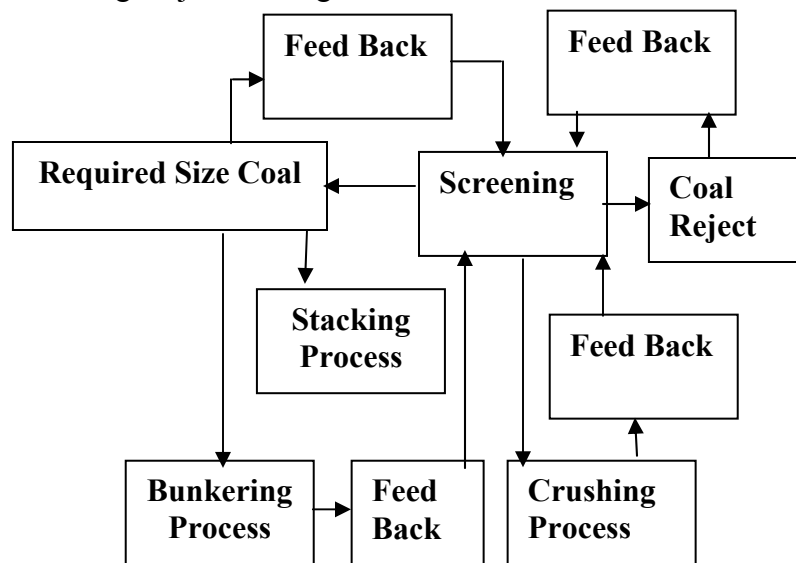 Feed Back
Feed Back
Required Size Coal
Screening
Coal
Reject
Stacking
Process
Feed Back
Bunkering
Process
Feed
Back
Crushing
Process